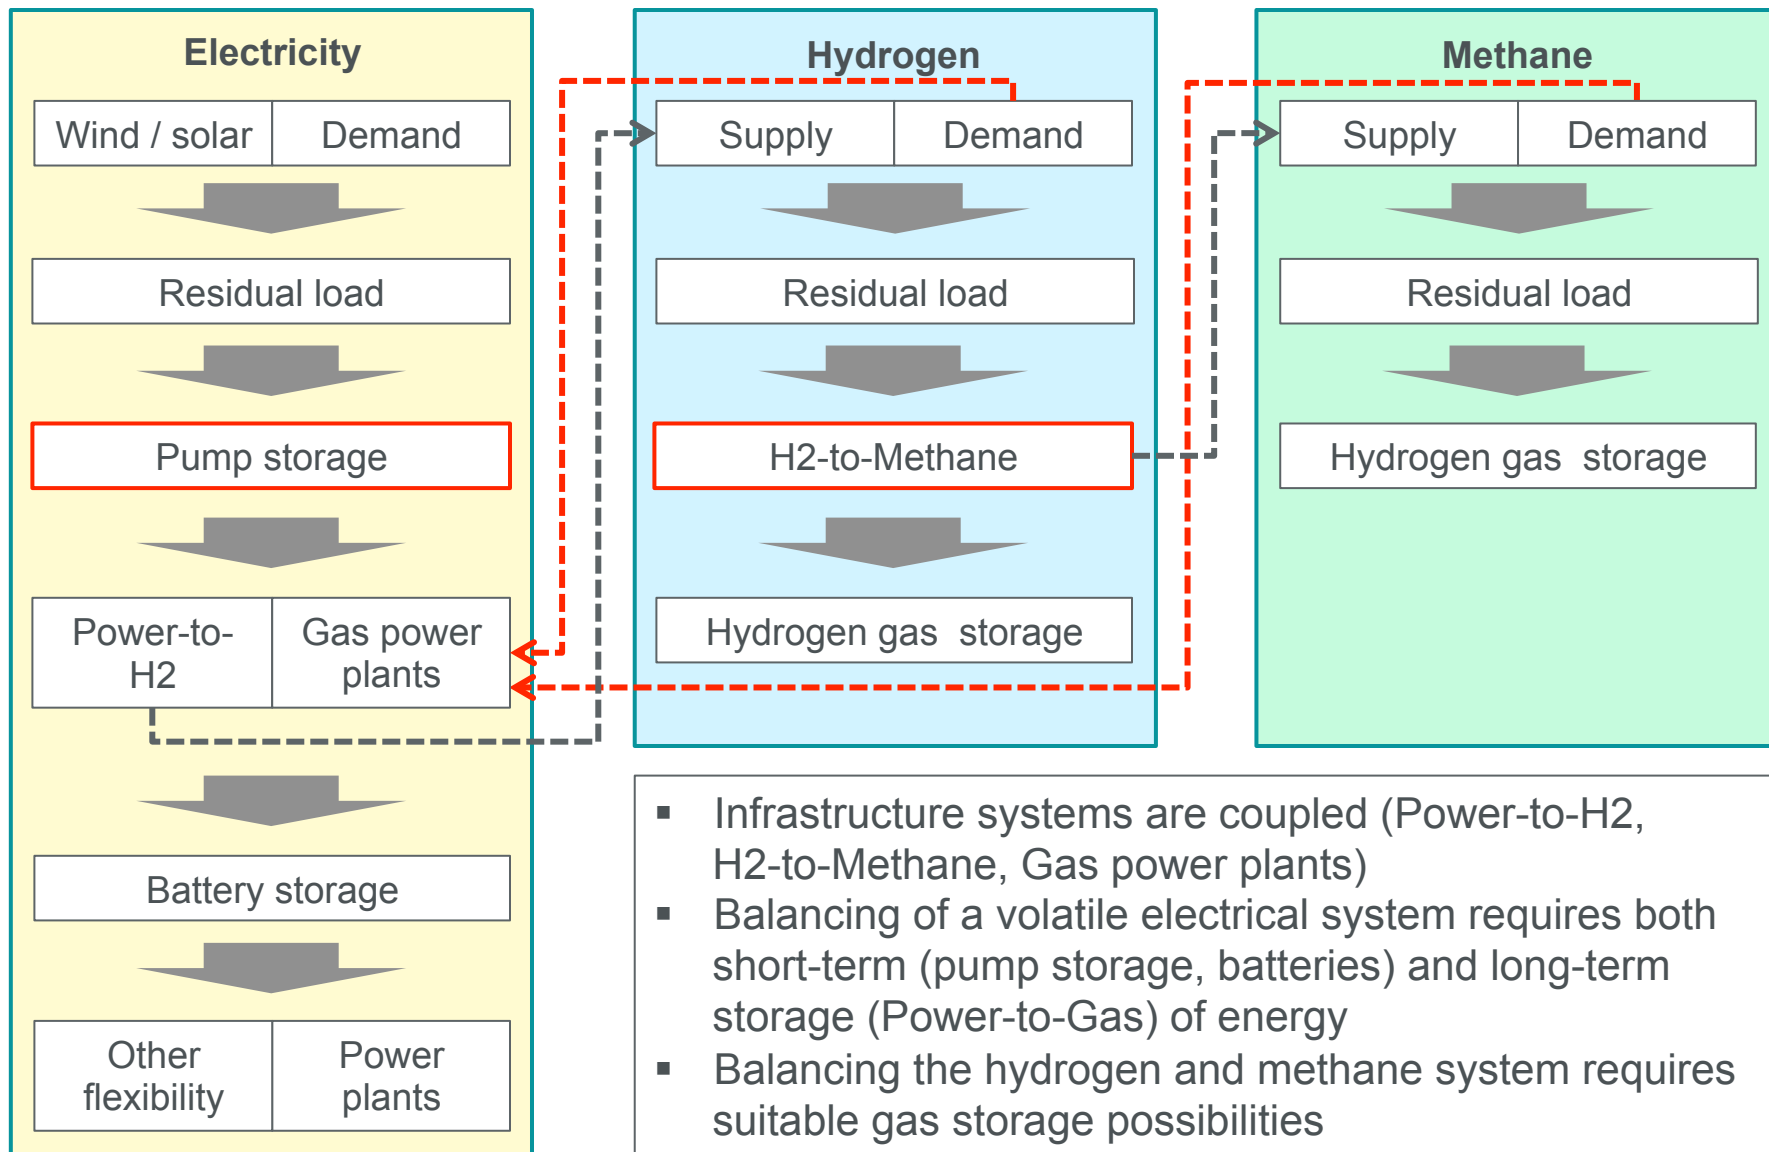 Electricity
Wind / solar
Demand
Residual load
Pump storage
Power-to-
H2
Gas power
plants
Battery storage
Other
flexibility
Power
plants
Hydrogen
Supply
Demand
Residual load
H2-to-Methane
Hydrogen gas  storage
Methane
Supply
Demand
Residual load
Hydrogen gas  storage
▪ Infrastructure systems are coupled (Power-to-H2,
H2-to-Methane, Gas power plants)
▪ Balancing of a volatile electrical system requires both
short-term (pump storage, batteries) and long-term
storage (Power-to-Gas) of energy
▪ Balancing the hydrogen and methane system requires
suitable gas storage possibilities